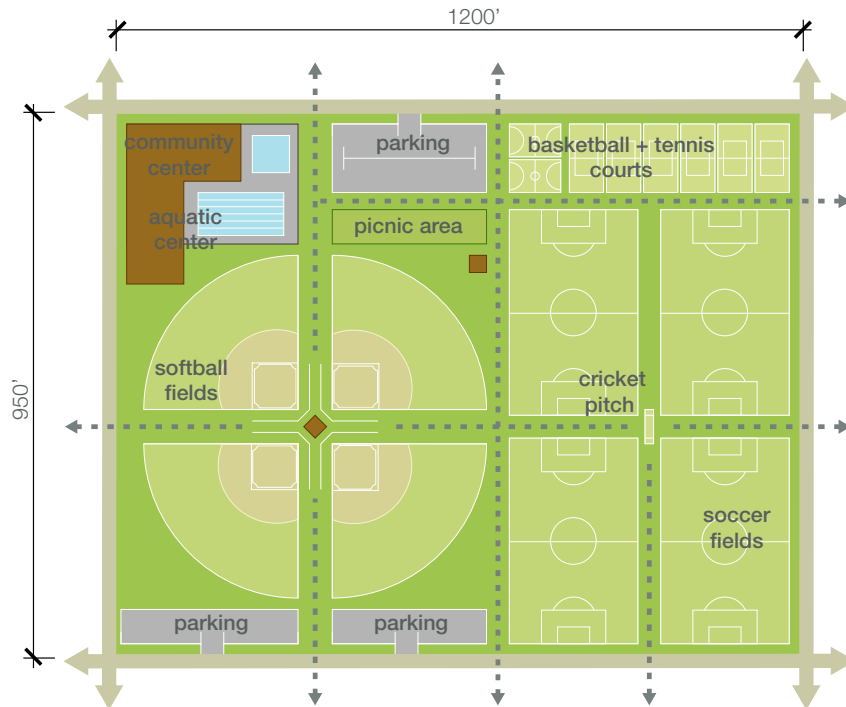 1200’
community
center
parking
basketball + tennis
courts
aquatic
center
picnic area
softball
fields
cricket
pitch
950’
soccer
fields
parking
parking